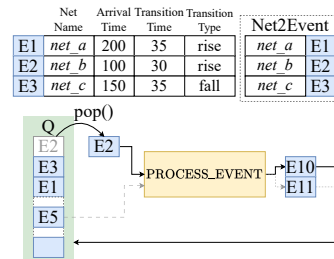 Net Name Arrival Time Transition Time Transition Type
E1 net_a 200 35 rise
E2 net_b 100 30 rise
E3 net_c 150 35 fall
Net2Event
net_a E1
net_b E2
net_c E3
Q pop()
E2
E3
E1
E5
E2
PROCESS_EVENT
E10
E11